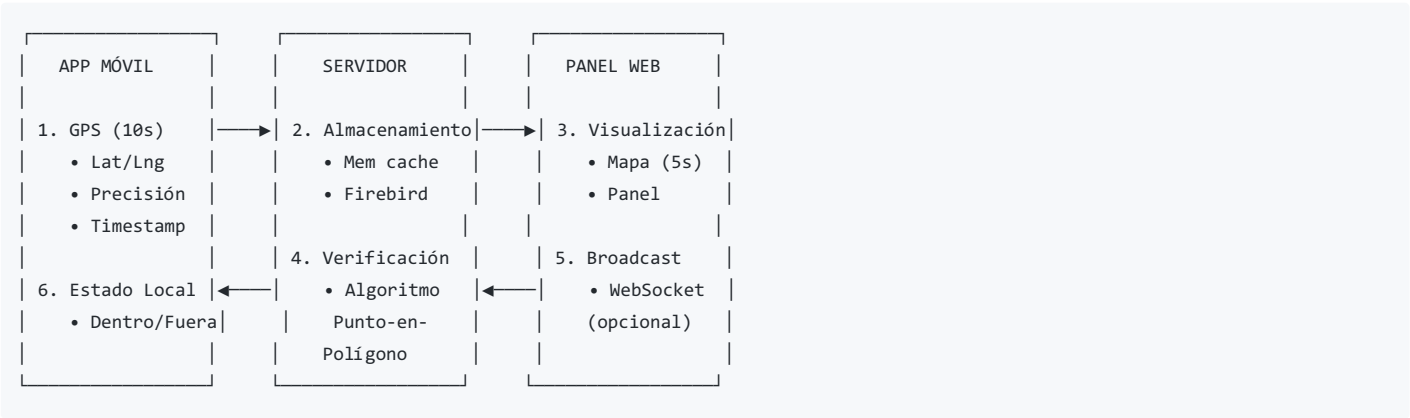 APP MÓVIL SERVIDOR PANEL WEB
1. GPS (10s) 2. Almacenamiento 3. Visualización
• Lat/Lng • Mem cache • Mapa (5s)
• Precisión • Firebird • Panel
• Timestamp
4. Verificación 5. Broadcast
6. Estado Local • Algoritmo • WebSocket
• Dentro/Fuera Punto-en- (opcional)
Polígono